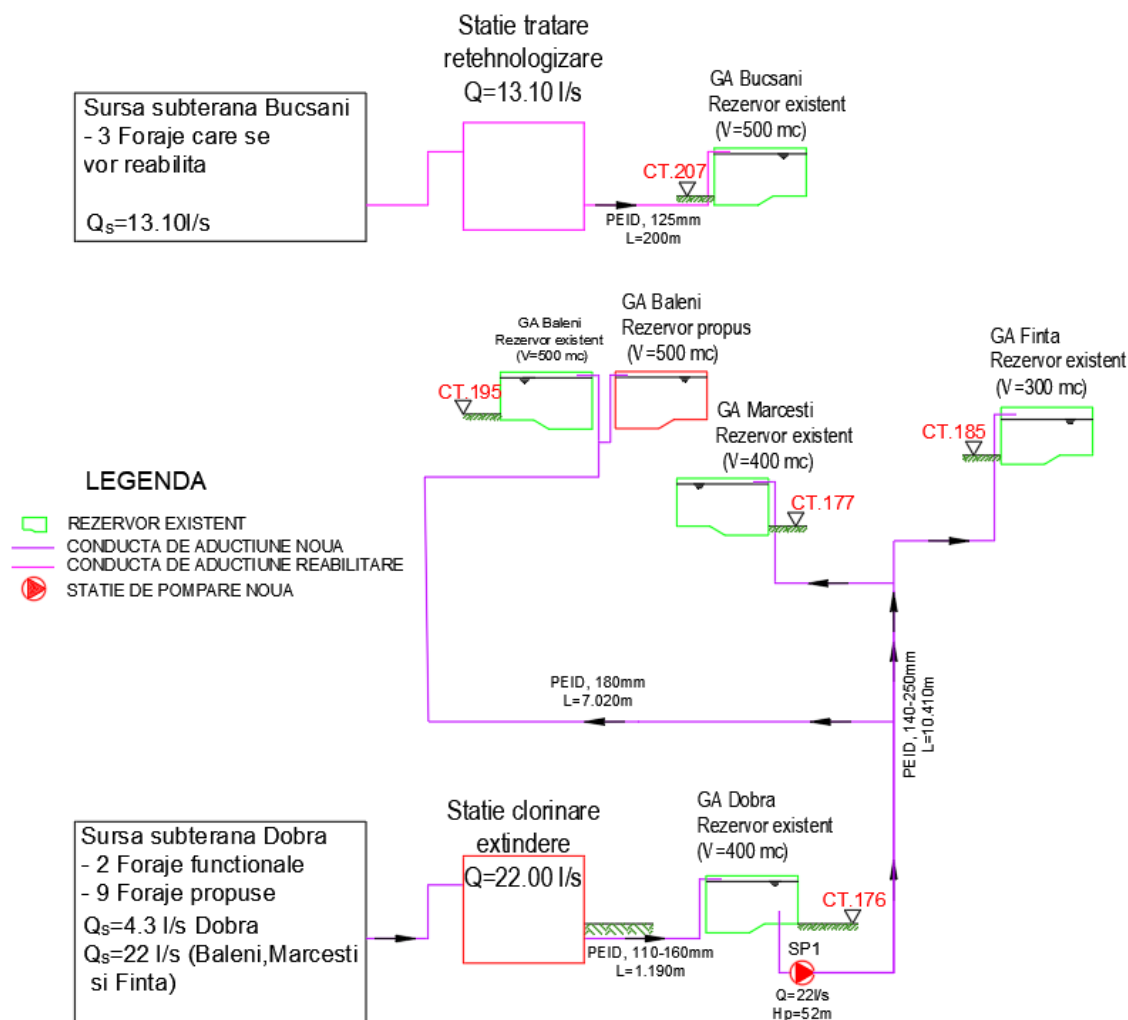 Statie tratare
retehnologizare
Q=13.10 l/s
Sursa subterana Bucsani
- 3 Foraje care se
vor reabilita
Qs=13.10l/s
GA Bucsani
Rezervor existent
(V=500 mc)
CT.207
PEID, 125mm
L=200m
GA Baleni
Rezervor existent
(V=500 mc)
CT.195
GA Baleni
Rezervor propus
(V=500 mc)
GA Marcesti
Rezervor existent
(V=400 mc)
CT.177
GA Finta
Rezervor existent
(V=300 mc)
CT.185
LEGENDA
REZERVOR EXISTENT
CONDUCTA DE ADUCTIUNE NOUA
CONDUCTA DE ADUCTIUNE REABILITARE
STATIE DE POMPARE NOUA
PEID, 180mm
L=7.020m
PEID, 140-250mm
L=10.410m
Sursa subterana Dobra
- 2 Foraje functionale
- 9 Foraje propuse
Qs=4.3 l/s Dobra
Qs=22 l/s (Baleni,Marcesti
si Finta)
Statie clorinare
extindere
Q=22.00 l/s
PEID, 110-160mm
L=1.190m
GA Dobra
Rezervor existent
(V=400 mc)
CT.176
SP1
Q=22l/s
Hp=52m